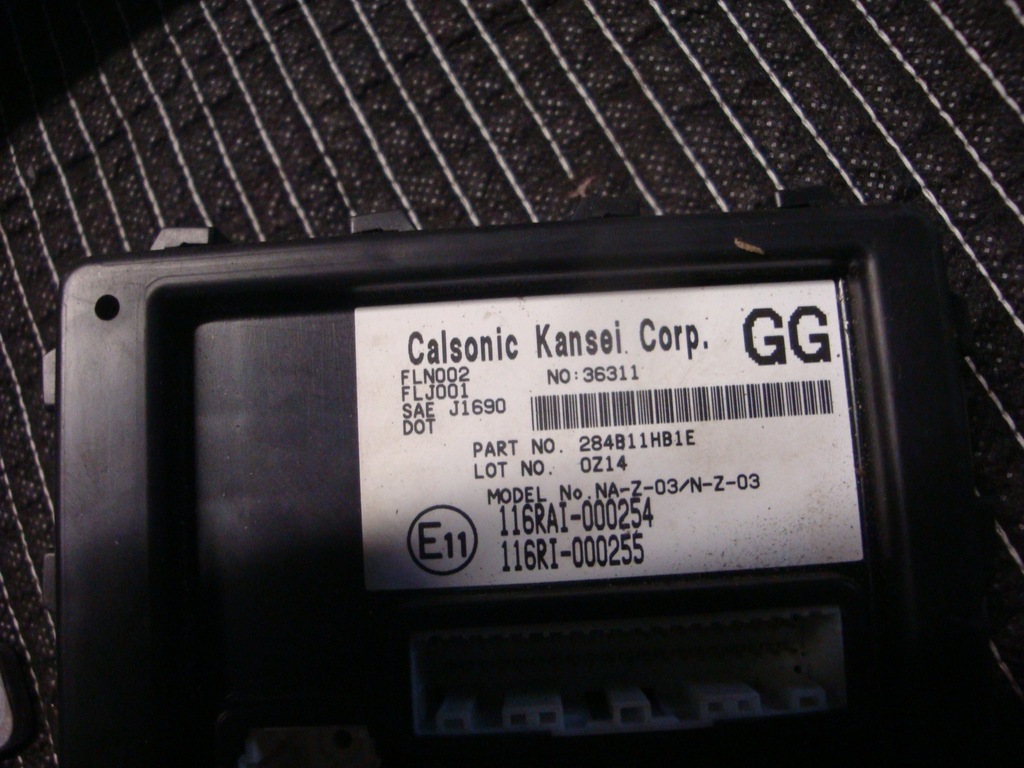 Calsonic Kansei Corp. GG
FLN002 NO:36311
FLJ001
SAE J1690
DOT
PART NO. 284B11HB1E
LOT NO. 0Z14
MODEL No.NA-Z-03/N-Z-03
E11 116RAI-000254
116RI-000255